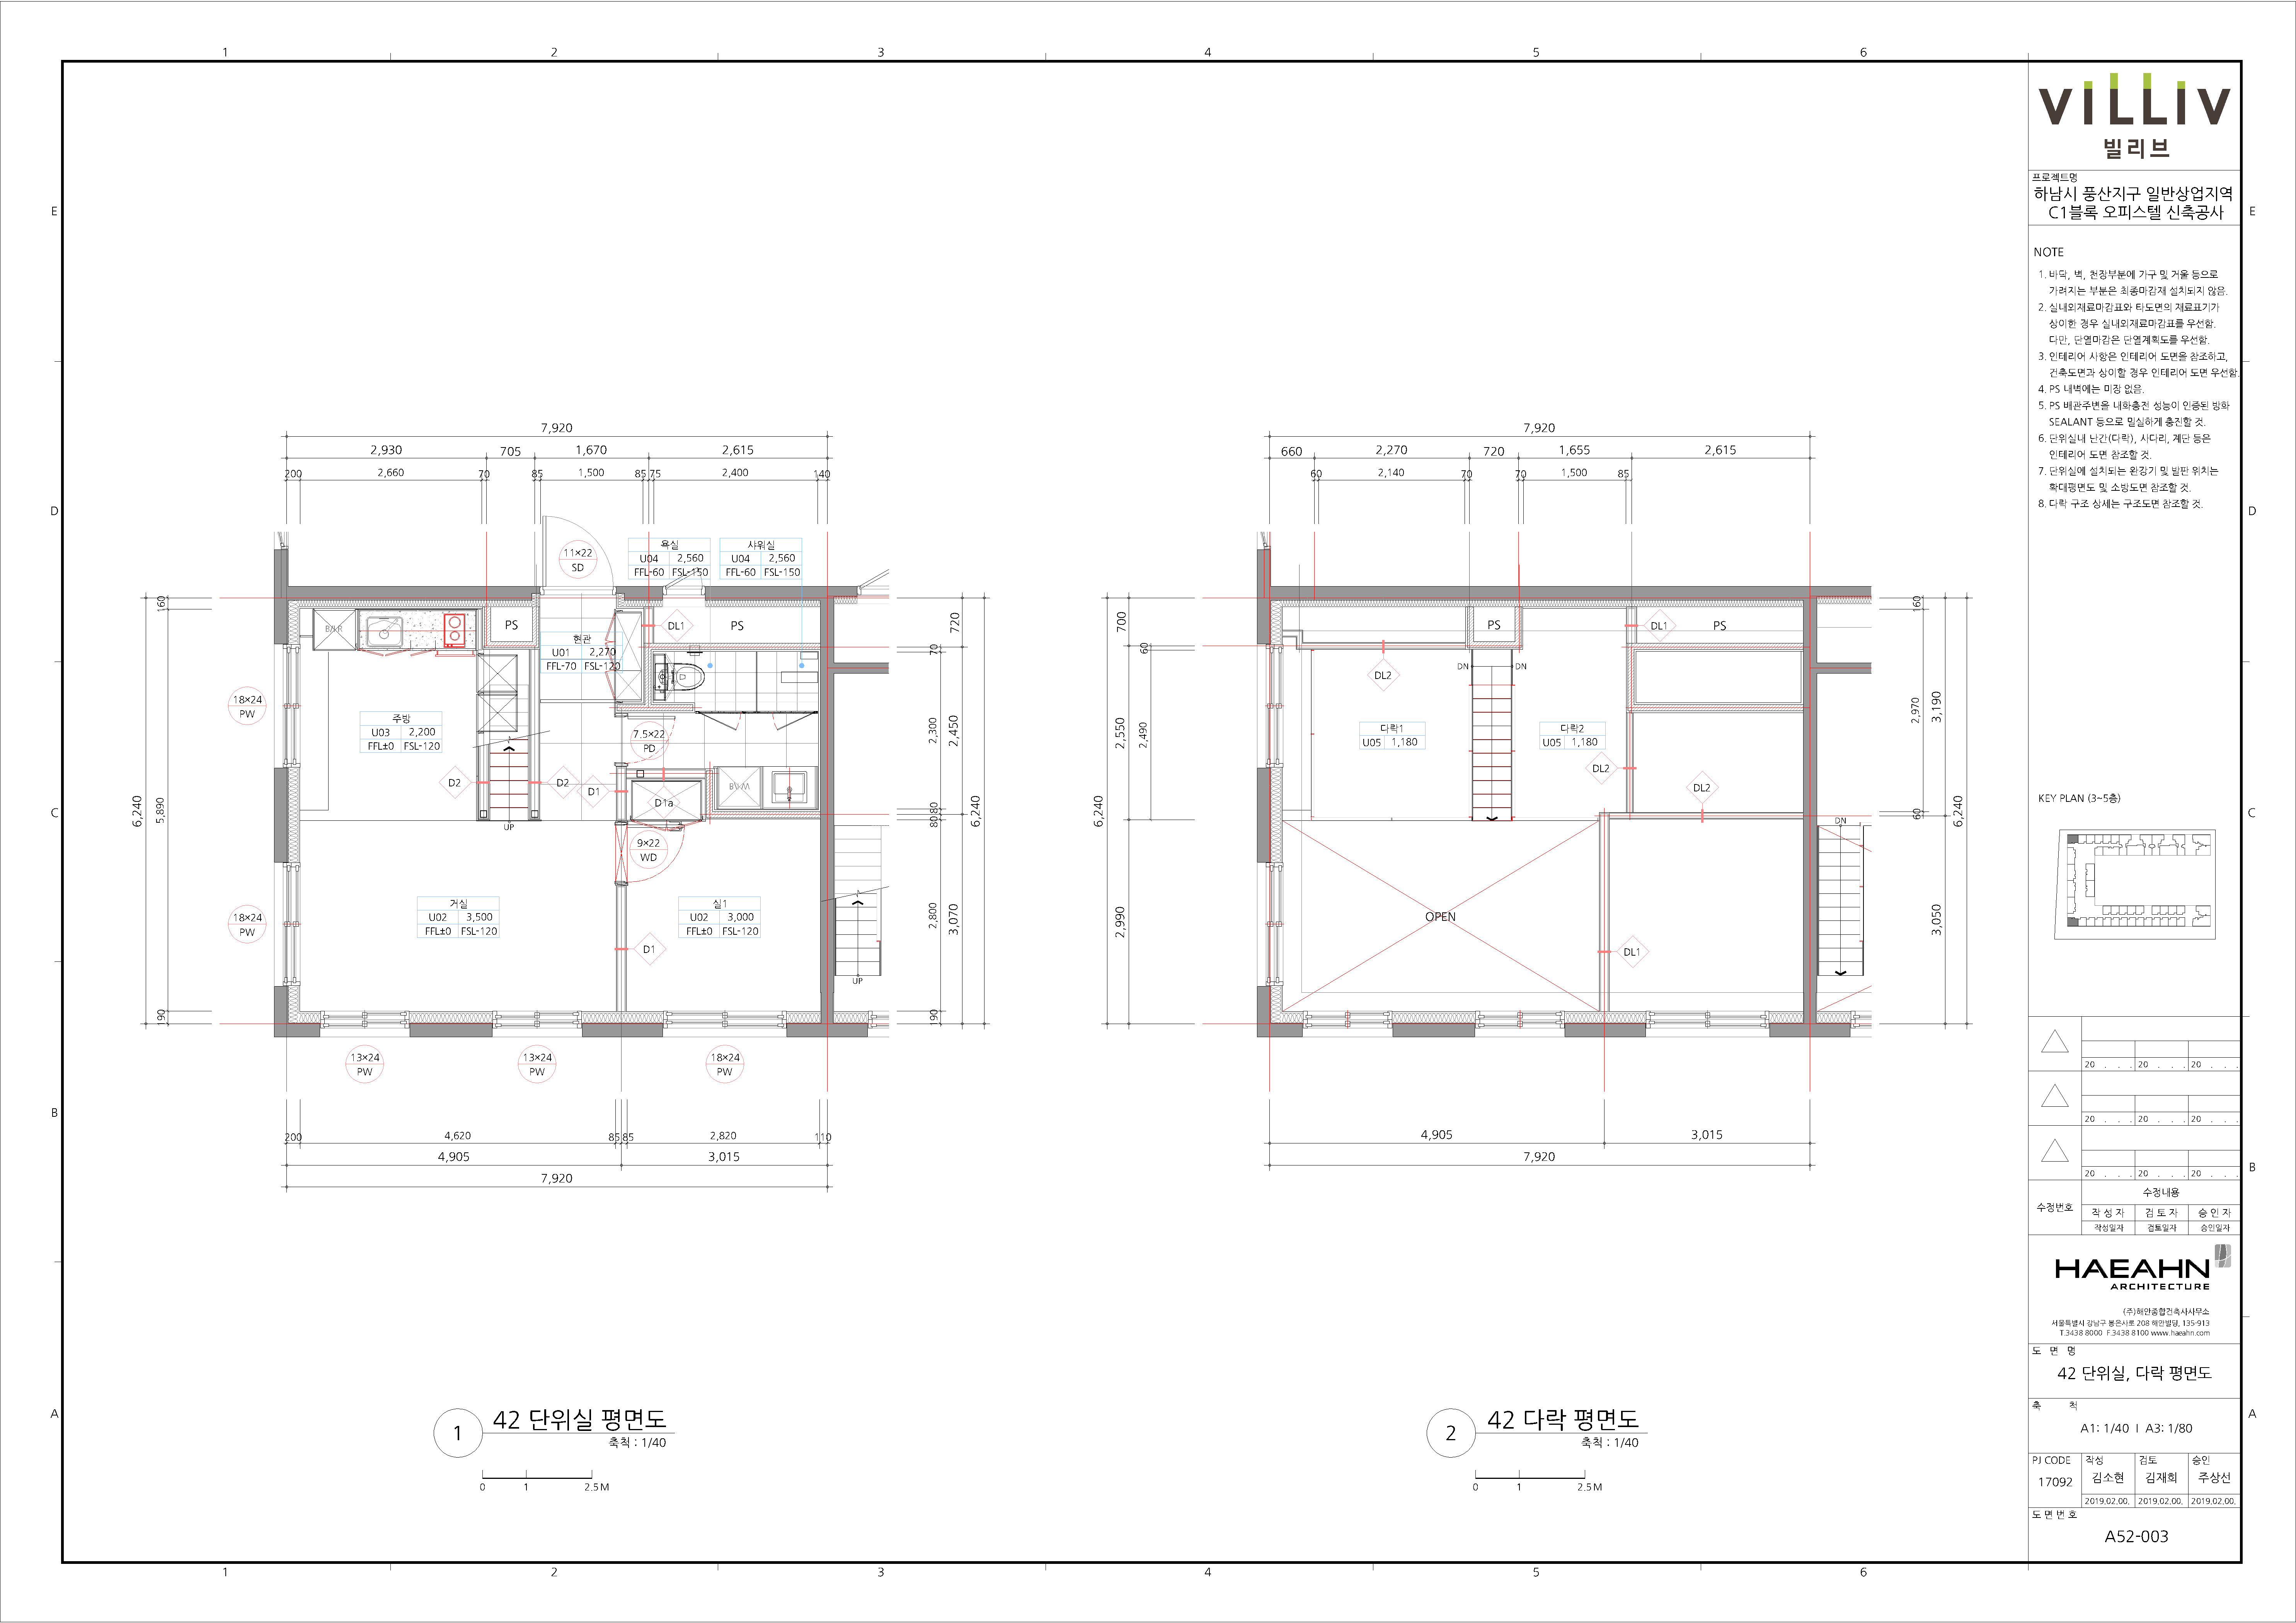 1 2 3 4 5 6
E
D
C
B
A
7,920
2,930 705 1,670 2,615
200 2,660 70 85 1,500 85 75 2,400 140
11×22
SD
욕실
U04 2,560
FFL-60 FSL-150
샤워실
U04 2,560
FFL-60 FSL-150
160
6,240
5,890
190
B/I-R
PS
현관
U01 2,270
FFL-70 FSL-120
DL1
PS
18×24
PW
주방
U03 2,200
FFL±0 FSL-120
7.5×22
PD
D2
D2
D1
D1a
B\I-W
UP
9×22
WD
거실
U02 3,500
FFL±0 FSL-120
실1
U02 3,000
FFL±0 FSL-120
18×24
PW
D1
UP
720
70
2,300
2,450
80 80
6,240
2,800
3,070
190
13×24
PW
13×24
PW
18×24
PW
200 4,620 85 85 2,820 110
4,905 3,015
7,920
1
42 단위실 평면도
축척 : 1/40
0 1 2.5 M
7,920
660 2,270 720 1,655 2,615
60 2,140 70 70 1,500 85
700
60
2,550
2,490
6,240
2,990
PS
DL1
PS
DN
DN
DL2
다락1
U05 1,180
다락2
U05 1,180
DL2
DL2
OPEN
DL1
DN
160
2,970
3,190
60
6,240
3,050
4,905 3,015
7,920
2
42 다락 평면도
축척 : 1/40
0 1 2.5 M
VILLIV
빌리브
프로젝트명
하남시 풍산지구 일반상업지역
C1블록 오피스텔 신축공사
NOTE
1. 바닥, 벽, 천장부분에 가구 및 거울 등으로
가려지는 부분은 최종마감재 설치되지 않음.
2. 실내외재료마감표와 타도면의 재료표기가
상이한 경우 실내외재료마감표를 우선함.
다만, 단열마감은 단열계획도를 우선함.
3. 인테리어 사항은 인테리어 도면을 참조하고,
건축도면과 상이할 경우 인테리어 도면 우선함.
4. PS 내벽에는 미장 없음.
5. PS 배관주변을 내화충전 성능이 인증된 방화
SEALANT 등으로 밀실하게 충진할 것.
6. 단위실내 난간(다락), 사다리, 계단 등은
인테리어 도면 참조할 것.
7. 단위실에 설치되는 완강기 및 발판 위치는
확대평면도 및 소방도면 참조할 것.
8. 다락 구조 상세는 구조도면 참조할 것.
KEY PLAN (3~5층)
20 . . . 20 . . . 20 . . .
20 . . . 20 . . . 20 . . .
20 . . . 20 . . . 20 . . .
수정번호
수정내용
작 성 자 검 토 자 승 인 자
작성일자 검토일자 승인일자
HAEAHN
ARCHITECTURE
(주)해안종합건축사사무소
서울특별시 강남구 봉은사로 208 해안빌딩, 135-913
T.3438 8000 F.3438 8100 www.haeahn.com
도 면 명
42 단위실, 다락 평면도
축 척
A1: 1/40 I A3: 1/80
PJ CODE 작성 검토 승인
17092 김소현 김재희 주상선
2019.02.00. 2019.02.00. 2019.02.00.
도 면 번 호
A52-003
E
D
C
B
A
1 2 3 4 5 6